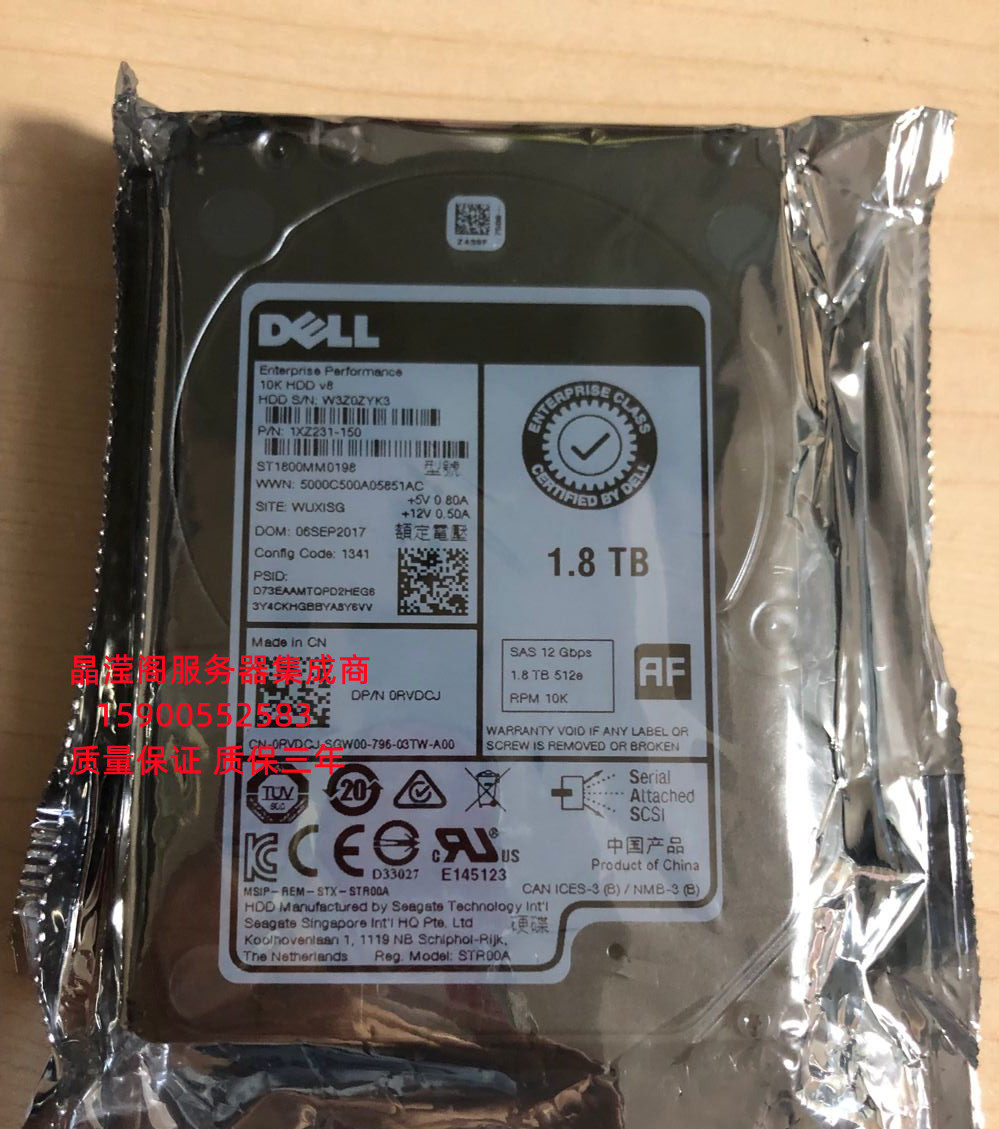 Z4S9F
DELL
Enterprise Performance
10K HDD v8
HDD S/N: W3Z0ZYK3
P/N: 1XZ231-150
ST1800MM0198 型號
WWN: 5000C500A05851AC
+5V 0.80A
SITE: WUXISG +12V 0.50A
DOM: 06SEP2017 額定電壓
Config Code: 1341
PSID:
D73EAAMTQPD2HEG6
3Y4CKHGBBYA8Y6VV
ENTERPRISE CLASS
CERTIFIED BY DELL
1.8 TB
Made in CN
DP/N 0RVDCJ
CN-0RVDCJ-SGW00-796-03TW-A00
SAS 12 Gbps
1.8 TB 512e
RPM 10K
AF
WARRANTY VOID IF ANY LABEL OR
SCREW IS REMOVED OR BROKEN
晶滢阁服务器集成商
15900552583
质量保证 质保三年
TUV
SUD
20
Serial
Attached
SCSI
D33027
c RU US
E145123
中国产品
Product of China
MSIP-REM-STX-STR00A
CAN ICES-3 (B) / NMB-3 (B)
HDD Manufactured by Seagate Technology Int'l
Seagate Singapore Int'l HQ Pte. Ltd 硬碟
Koolhovenlaan 1, 1119 NB Schiphol-Rijk,
The Netherlands Reg. Model: STR00A